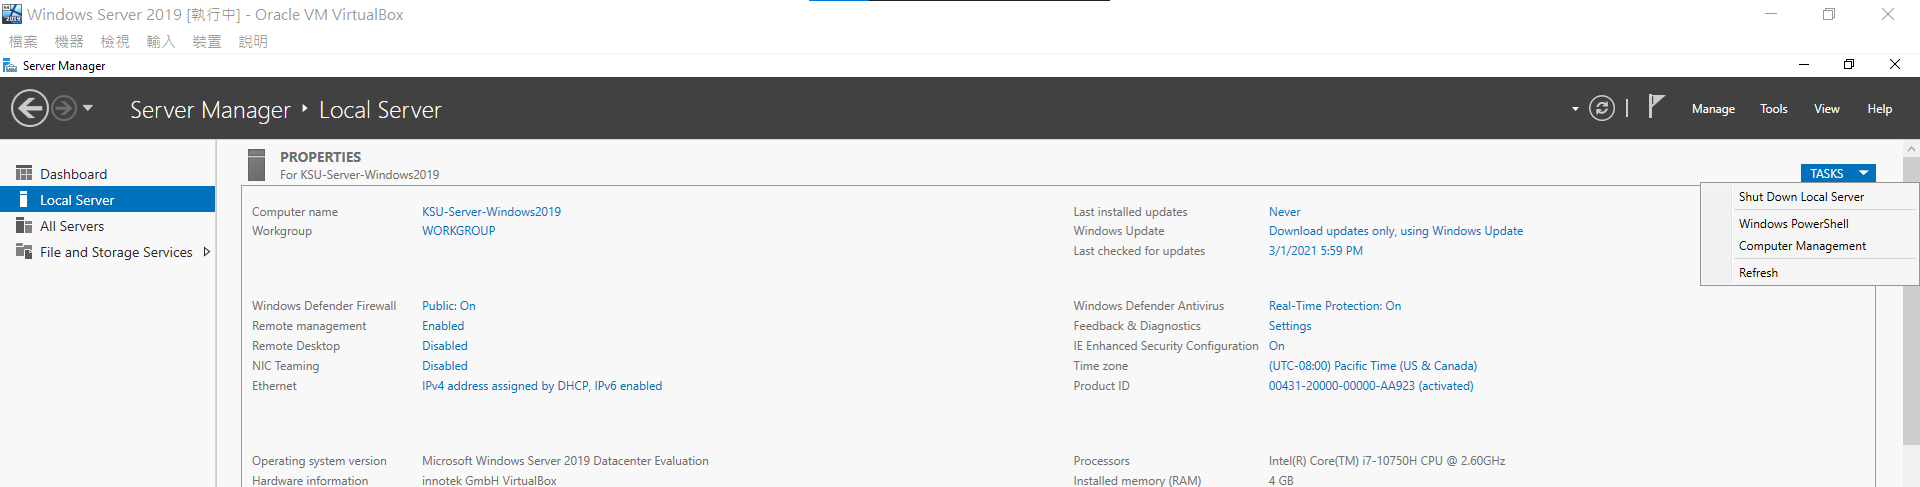 Windows Server 2019 [執行中] - Oracle VM VirtualBox
檔案 機器 檢視 輸入 裝置 說明
Server Manager
Server Manager ‣ Local Server
Manage Tools View Help
Dashboard
Local Server
All Servers
File and Storage Services
PROPERTIES
For KSU-Server-Windows2019
TASKS
Shut Down Local Server
Windows PowerShell
Computer Management
Refresh
Computer name KSU-Server-Windows2019
Workgroup WORKGROUP
Last installed updates Never
Windows Update Download updates only, using Windows Update
Last checked for updates 3/1/2021 5:59 PM
Windows Defender Firewall Public: On
Remote management Enabled
Remote Desktop Disabled
NIC Teaming Disabled
Ethernet IPv4 address assigned by DHCP, IPv6 enabled
Windows Defender Antivirus Real-Time Protection: On
Feedback & Diagnostics Settings
IE Enhanced Security Configuration On
Time zone (UTC-08:00) Pacific Time (US & Canada)
Product ID 00431-20000-00000-AA923 (activated)
Operating system version Microsoft Windows Server 2019 Datacenter Evaluation
Hardware information innotek GmbH VirtualBox
Processors Intel(R) Core(TM) i7-10750H CPU @ 2.60GHz
Installed memory (RAM) 4 GB